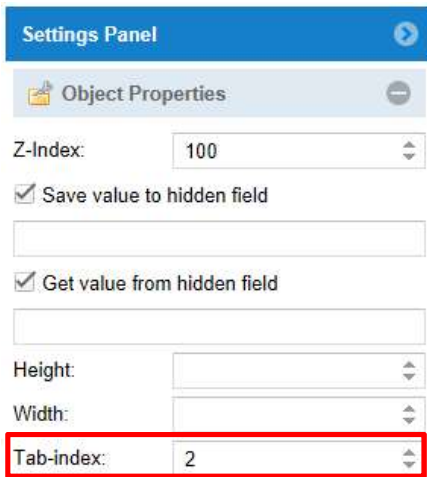 Settings Panel
Object Properties
Z-Index: 100
Save value to hidden field
Get value from hidden field
Height:
Width:
Tab-index: 2